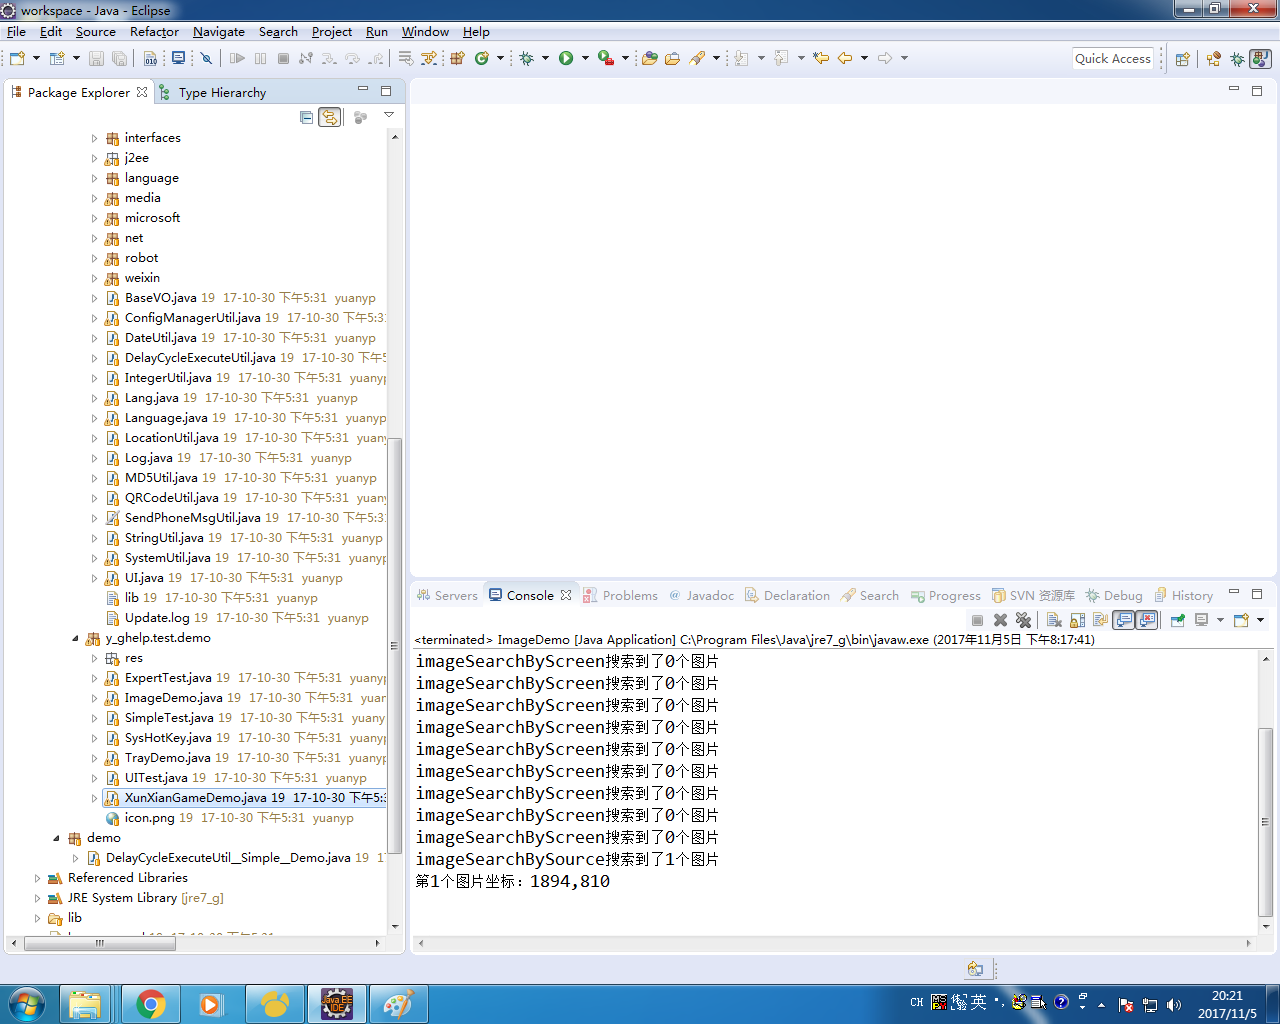 workspace - Java - Eclipse
File Edit Source Refactor Navigate Search Project Run Window Help
Quick Access
Package Explorer Type Hierarchy
interfaces
j2ee
language
media
microsoft
net
robot
weixin
BaseVO.java 19 17-10-30 下午5:31 yuanyp
ConfigManagerUtil.java 19 17-10-30 下午5:3
DateUtil.java 19 17-10-30 下午5:31 yuanyp
DelayCycleExecuteUtil.java 19 17-10-30 下午5
IntegerUtil.java 19 17-10-30 下午5:31 yuanyp
Lang.java 19 17-10-30 下午5:31 yuanyp
Language.java 19 17-10-30 下午5:31 yuanyp
LocationUtil.java 19 17-10-30 下午5:31 yuany
Log.java 19 17-10-30 下午5:31 yuanyp
MD5Util.java 19 17-10-30 下午5:31 yuanyp
QRCodeUtil.java 19 17-10-30 下午5:31 yuany
SendPhoneMsgUtil.java 19 17-10-30 下午5:3
StringUtil.java 19 17-10-30 下午5:31 yuanyp
SystemUtil.java 19 17-10-30 下午5:31 yuanyp
UI.java 19 17-10-30 下午5:31 yuanyp
lib 19 17-10-30 下午5:31 yuanyp
Update.log 19 17-10-30 下午5:31 yuanyp
y_ghelp.test.demo
res
ExpertTest.java 19 17-10-30 下午5:31 yuanyp
ImageDemo.java 19 17-10-30 下午5:31 yuany
SimpleTest.java 19 17-10-30 下午5:31 yuanyp
SysHotKey.java 19 17-10-30 下午5:31 yuanyp
TrayDemo.java 19 17-10-30 下午5:31 yuanyp
UITest.java 19 17-10-30 下午5:31 yuanyp
XunXianGameDemo.java 19 17-10-30 下午5:3
icon.png 19 17-10-30 下午5:31 yuanyp
demo
DelayCycleExecuteUtil__Simple__Demo.java 19 1
Referenced Libraries
JRE System Library [jre7_g]
lib
Servers Console Problems Javadoc Declaration Search Progress SVN 资源库 Debug History
<terminated> ImageDemo [Java Application] C:\Program Files\Java\jre7_g\bin\javaw.exe (2017年11月5日 下午8:17:41)
imageSearchByScreen搜索到了0个图片
imageSearchByScreen搜索到了0个图片
imageSearchByScreen搜索到了0个图片
imageSearchByScreen搜索到了0个图片
imageSearchByScreen搜索到了0个图片
imageSearchByScreen搜索到了0个图片
imageSearchByScreen搜索到了0个图片
imageSearchByScreen搜索到了0个图片
imageSearchByScreen搜索到了0个图片
imageSearchBySource搜索到了1个图片
第1个图片坐标：1894,810
Java EE
IDE
CH 英
20:21
2017/11/5